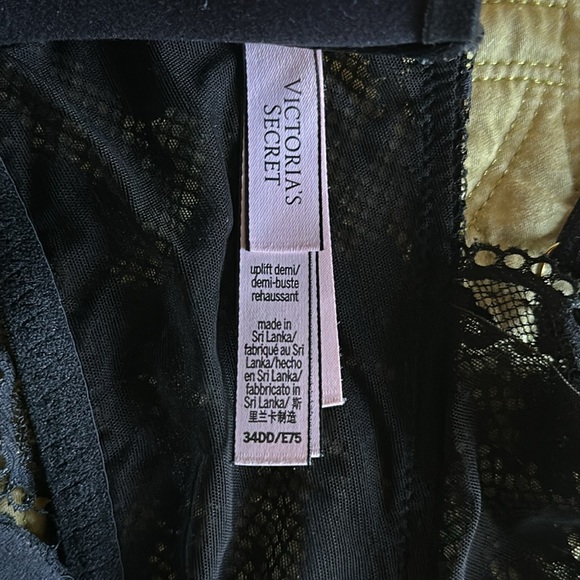 VICTORIA'S
SECRET
uplift demi/
demi-buste
rehaussant
made in
Sri Lanka/
fabriqué au Sri
Lanka/hecho
en Sri Lanka/
fabbricato in
Sri Lanka/ 斯
里兰卡制造
34DD/E75